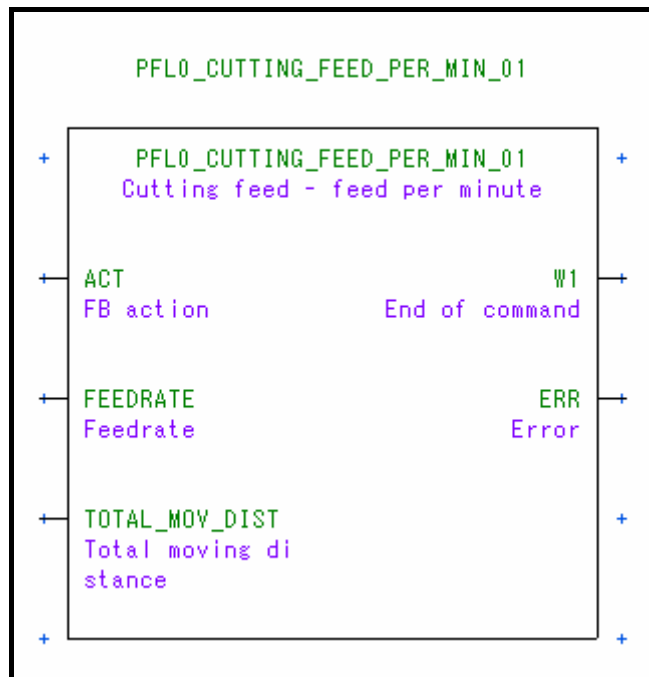 PFL0_CUTTING_FEED_PER_MIN_01
PFL0_CUTTING_FEED_PER_MIN_01
Cutting feed - feed per minute
ACT W1
FB action End of command
FEEDRATE ERR
Feedrate Error
TOTAL_MOV_DIST
Total moving di
stance